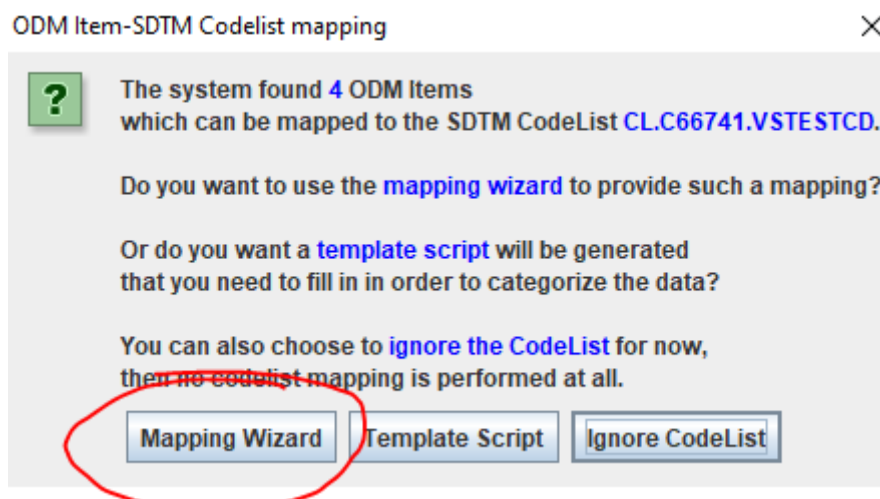 ODM Item-SDTM Codelist mapping
The system found 4 ODM Items
which can be mapped to the SDTM CodeList CL.C66741.VSTESTCD.
Do you want to use the mapping wizard to provide such a mapping?
Or do you want a template script will be generated
that you need to fill in in order to categorize the data?
You can also choose to ignore the CodeList for now,
then no codelist mapping is performed at all.
Mapping Wizard Template Script Ignore CodeList